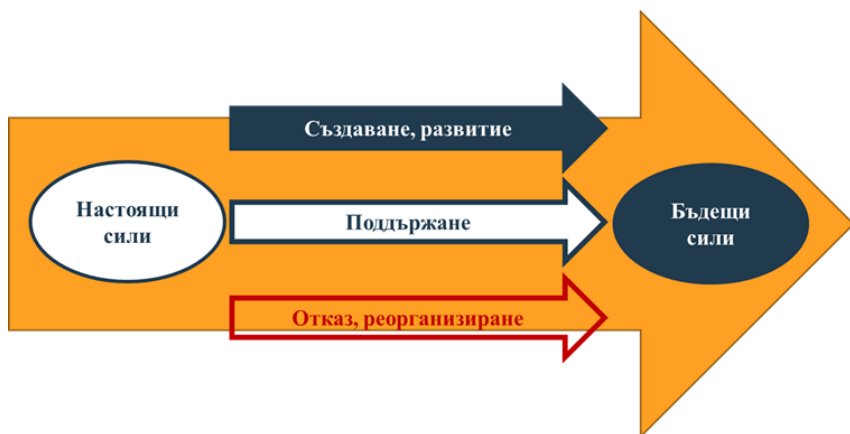 Създаване, развитие
Настоящи
сили
Поддържане
Бъдещи
сили
Отказ, реорганизиране